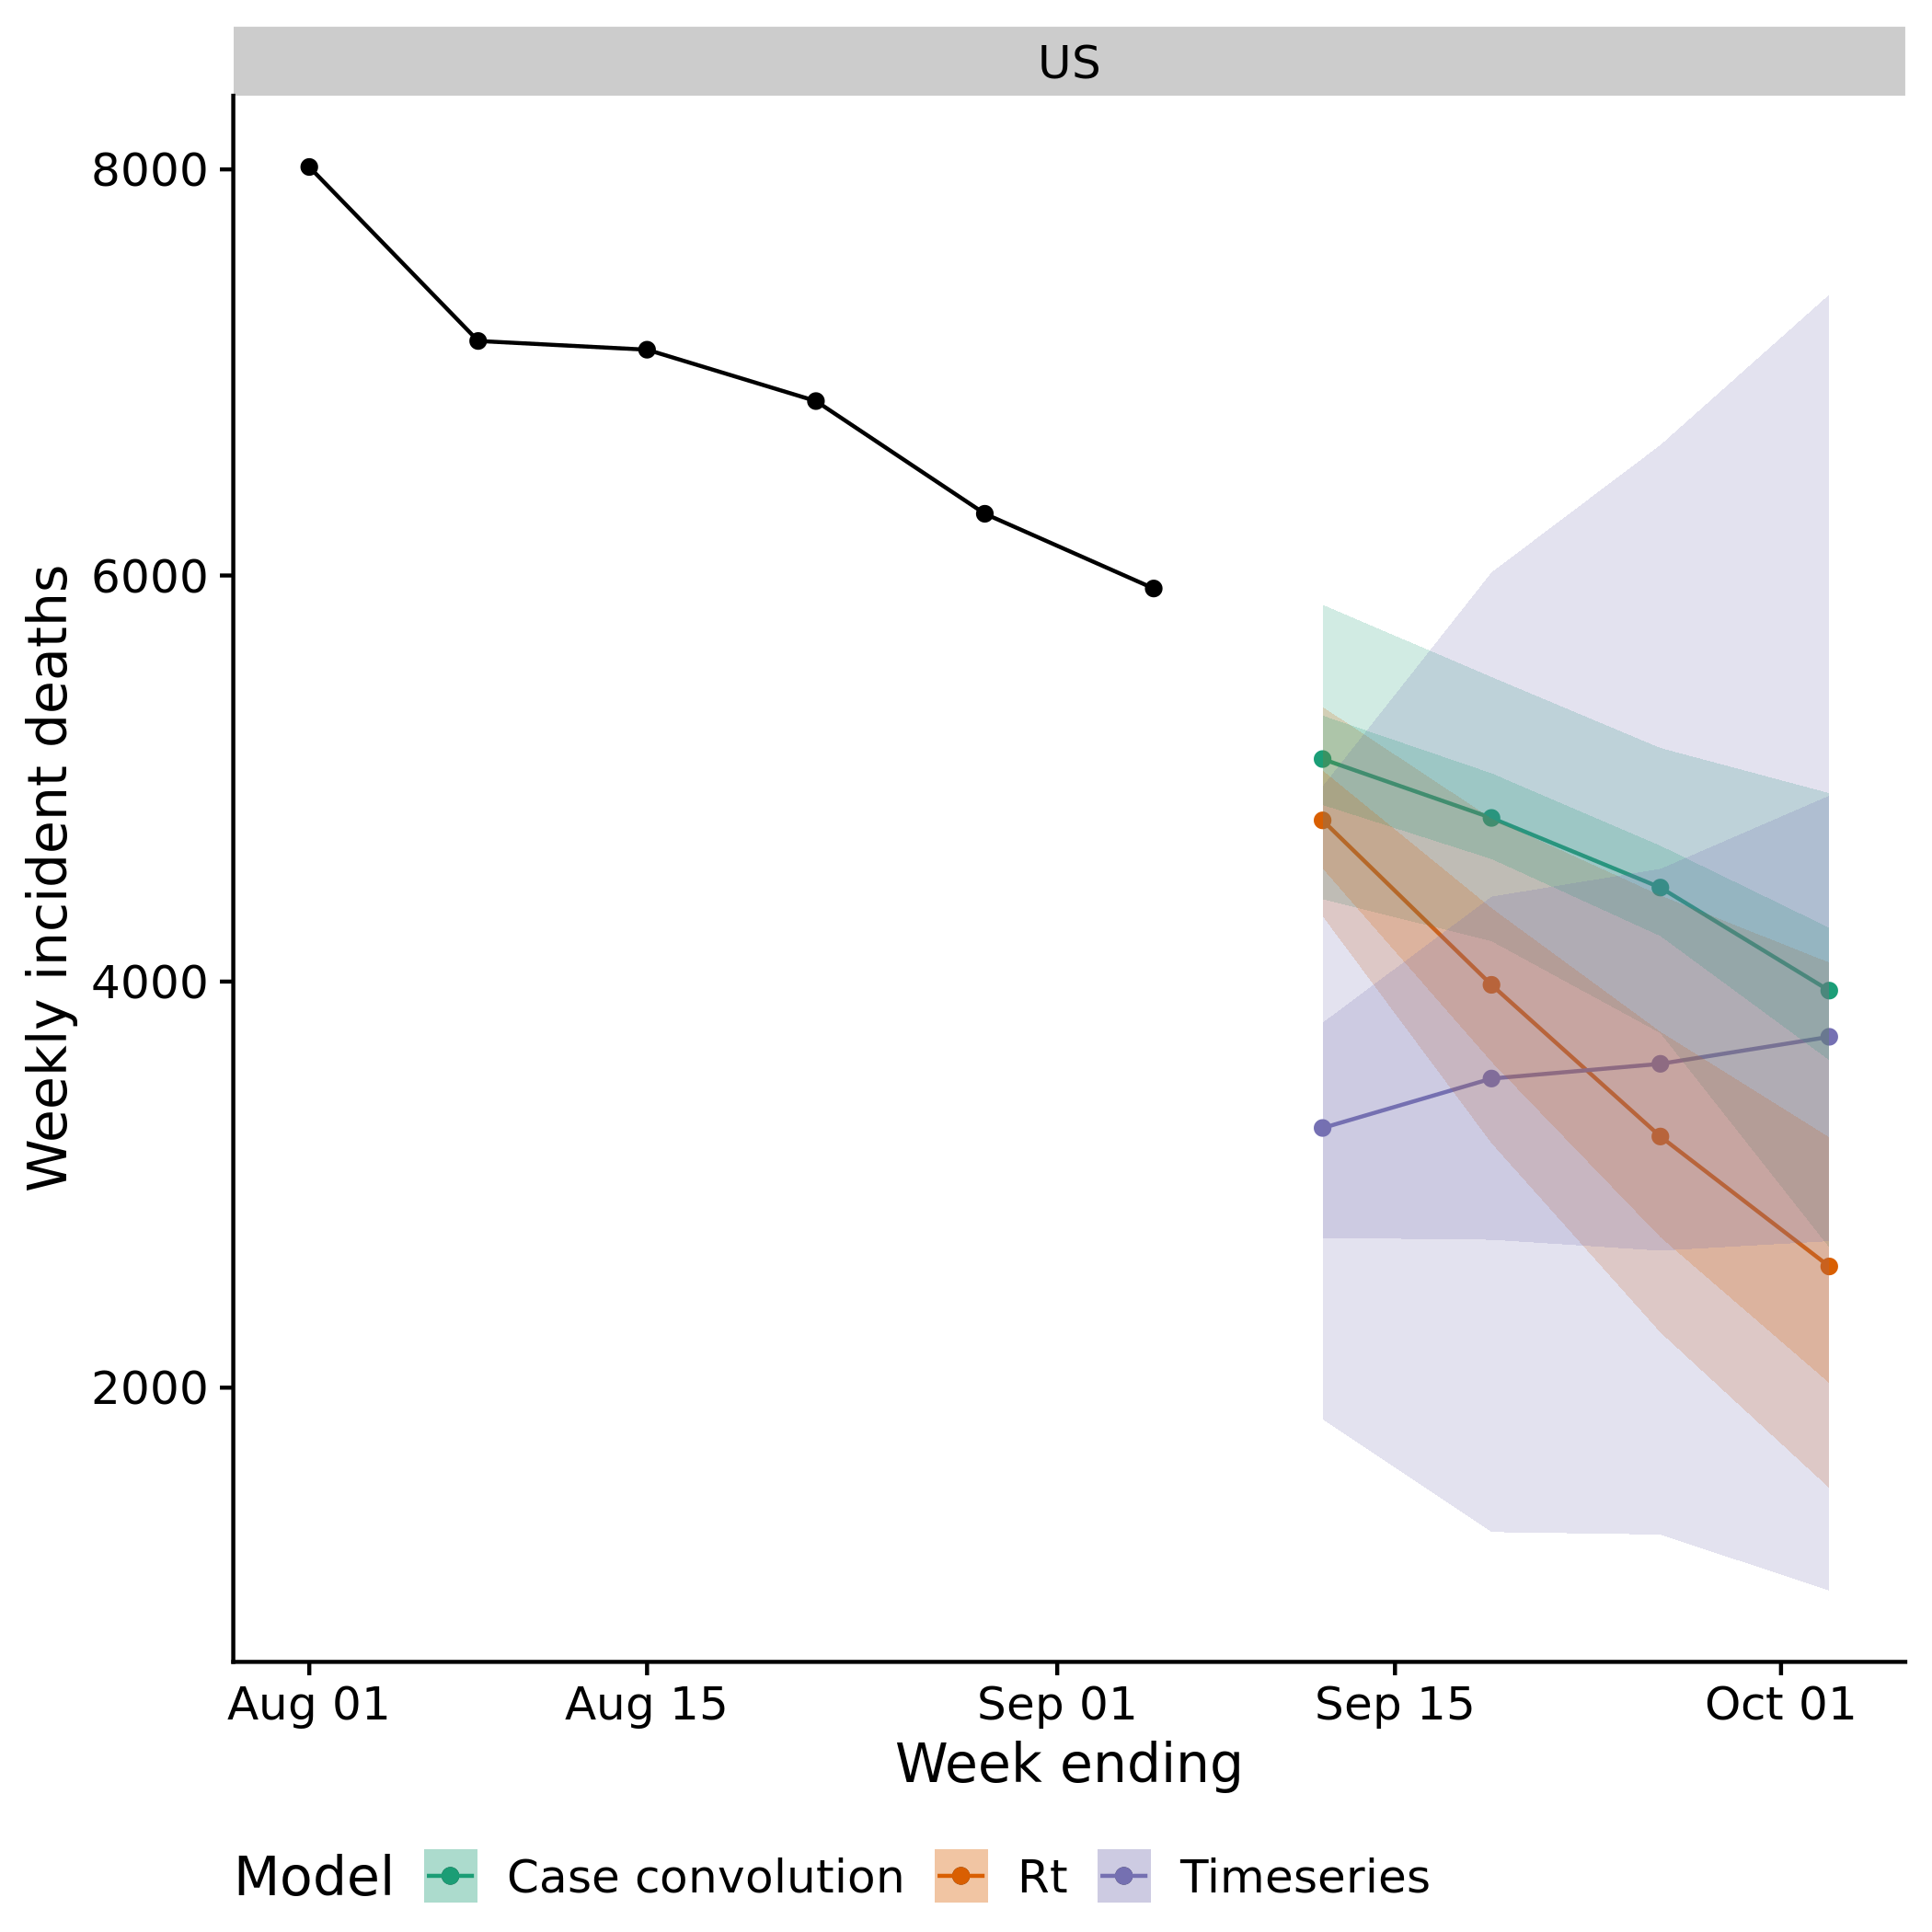 US
8000
6000
4000
2000
Weekly incident deaths
Aug 01 Aug 15 Sep 01 Sep 15 Oct 01
Week ending
Model Case convolution Rt Timeseries